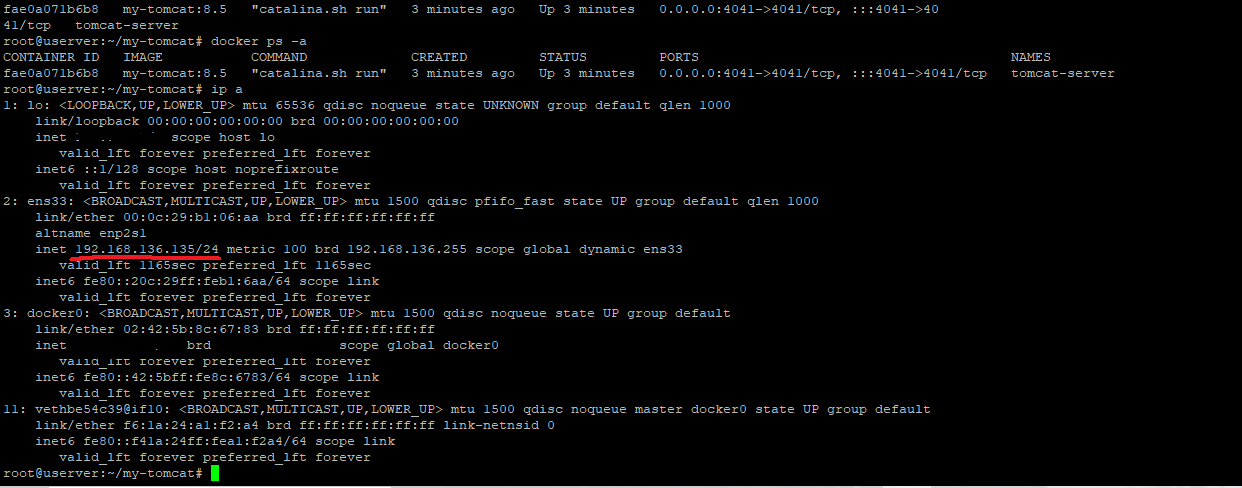 fae0a071b6b8   my-tomcat:8.5   "catalina.sh run"   3 minutes ago   Up 3 minutes   0.0.0.0:4041->4041/tcp, :::4041->40
41/tcp   tomcat-server
root@userver:~/my-tomcat# docker ps -a
CONTAINER ID   IMAGE           COMMAND             CREATED         STATUS         PORTS                                       NAMES
fae0a071b6b8   my-tomcat:8.5   "catalina.sh run"   3 minutes ago   Up 3 minutes   0.0.0.0:4041->4041/tcp, :::4041->4041/tcp   tomcat-server
root@userver:~/my-tomcat# ip a
1: lo: <LOOPBACK,UP,LOWER_UP> mtu 65536 qdisc noqueue state UNKNOWN group default qlen 1000
    link/loopback 00:00:00:00:00:00 brd 00:00:00:00:00:00
    inet scope host lo
       valid_lft forever preferred_lft forever
    inet6 ::1/128 scope host noprefixroute
       valid_lft forever preferred_lft forever
2: ens33: <BROADCAST,MULTICAST,UP,LOWER_UP> mtu 1500 qdisc pfifo_fast state UP group default qlen 1000
    link/ether 00:0c:29:b1:06:aa brd ff:ff:ff:ff:ff:ff
    altname enp2s1
    inet 192.168.136.135/24 metric 100 brd 192.168.136.255 scope global dynamic ens33
       valid_lft 1165sec preferred_lft 1165sec
    inet6 fe80::20c:29ff:feb1:6aa/64 scope link
       valid_lft forever preferred_lft forever
3: docker0: <BROADCAST,MULTICAST,UP,LOWER_UP> mtu 1500 qdisc noqueue state UP group default
    link/ether 02:42:5b:8c:67:83 brd ff:ff:ff:ff:ff:ff
    inet brd scope global docker0
       valid_lft forever preferred_lft forever
    inet6 fe80::42:5bff:fe8c:6783/64 scope link
       valid_lft forever preferred_lft forever
11: vethbe54c39@if10: <BROADCAST,MULTICAST,UP,LOWER_UP> mtu 1500 qdisc noqueue master docker0 state UP group default
    link/ether f6:1a:24:a1:f2:a4 brd ff:ff:ff:ff:ff:ff link-netnsid 0
    inet6 fe80::f41a:24ff:fea1:f2a4/64 scope link
       valid_lft forever preferred_lft forever
root@userver:~/my-tomcat#